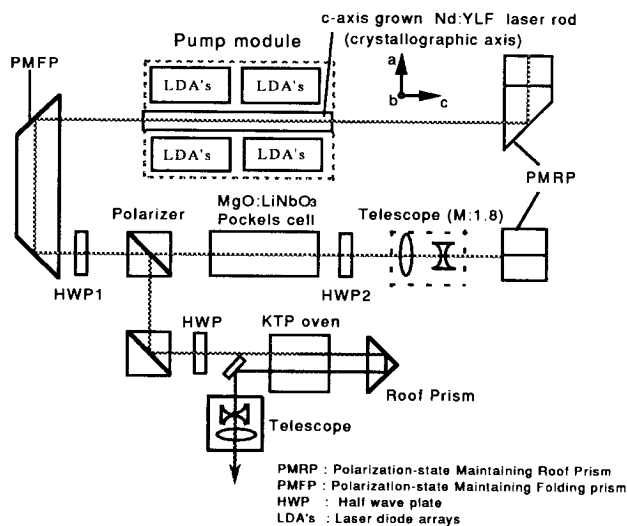 c-axis grown Nd:YLF laser rod
(crystallographic axis)
Pump module
PMFP
LDA's
LDA's
a
b
c
LDA's
LDA's
PMRP
MgO:LiNbO3
Pockels cell
Telescope (M:1.8)
Polarizer
HWP1
HWP2
HWP
KTP oven
Roof Prism
Telescope
PMRP : Polarization-state Maintaining Roof Prism
PMFP : Polarization-state Maintaining Folding prism
HWP : Half wave plate
LDA's : Laser diode arrays